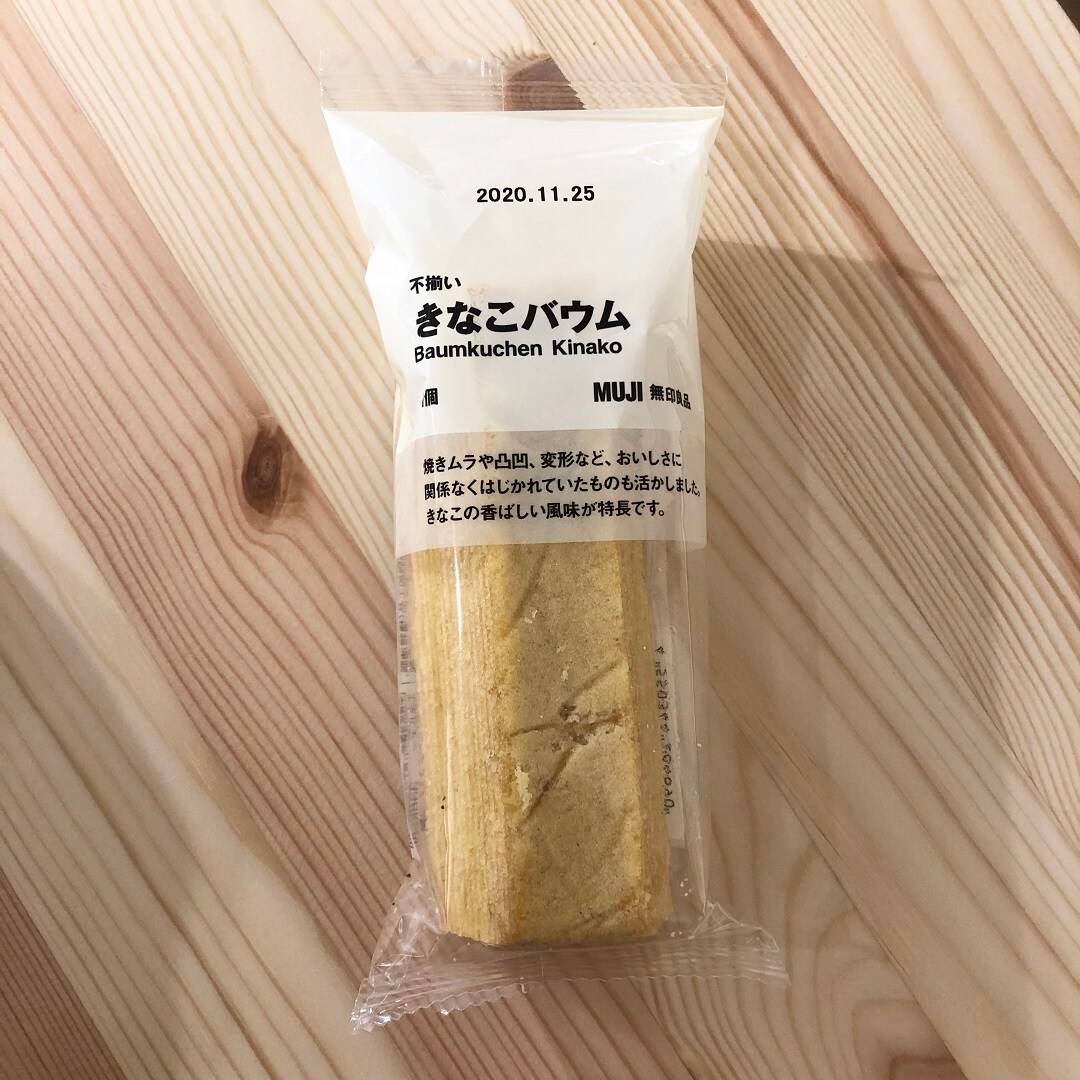 2020.11.25
不揃い
きなこバウム
Baumkuchen Kinako
1個
MUJI 無印良品
焼きムラや凸凹、変形など、おいしさに
関係なくはじかれていたものも活かしました。
きなこの香ばしい風味が特長です。